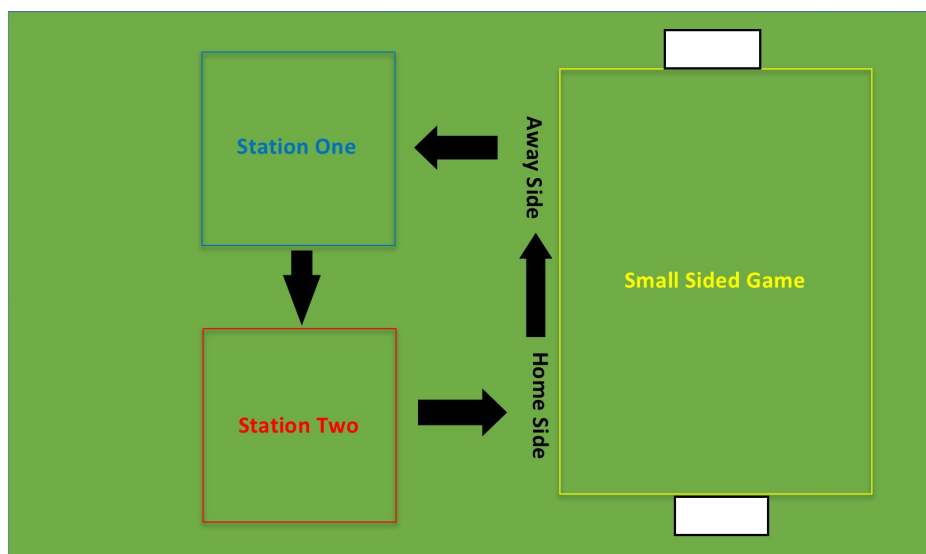 Station One
Away Side
Small Sided Game
Home Side
Station Two